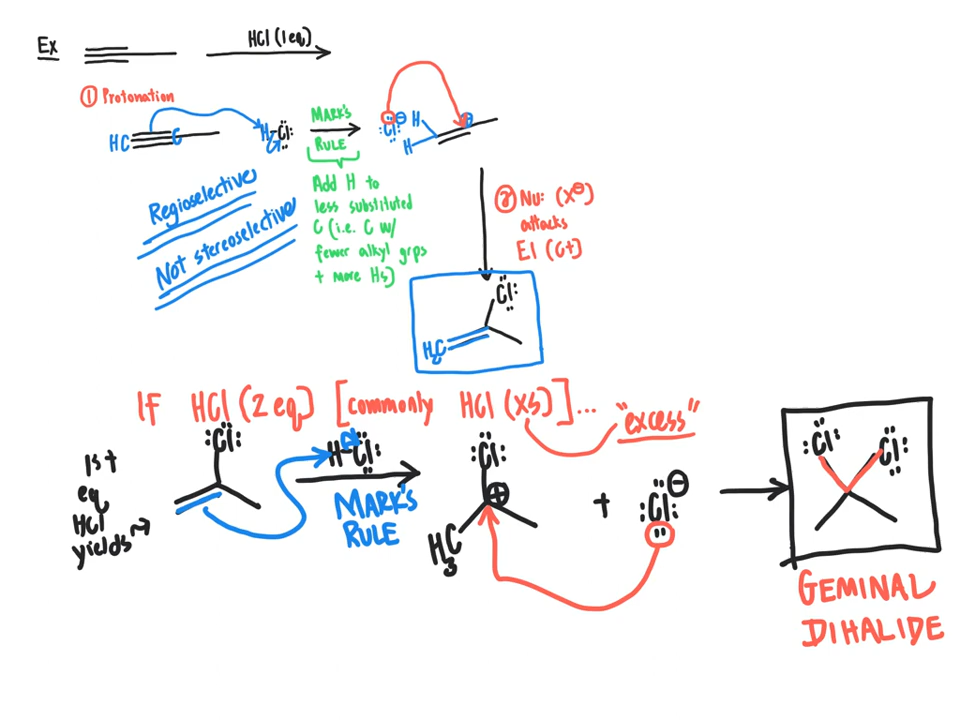 Ex
HCl (1eq)
① Protonation
HC≡C
H-Cl:
MARK'S
RULE
:Cl:⊖
H
H
⊕
Regioselective
Not stereoselective
Add H to
less substituted
C (i.e. C w/
fewer alkyl grps
+ more Hs)
② Nu: (X⊖)
attacks
El (C+)
:Cl:
H₂C
If HCl (2 eq) [commonly HCl (xs)]... "excess"
1st
eq
HCl
yields →
:Cl:
H-Cl:
MARK'S
RULE
:Cl:
⊕
H₃C
+
:Cl:⊖
:Cl:
:Cl:
GEMINAL
DIHALIDE